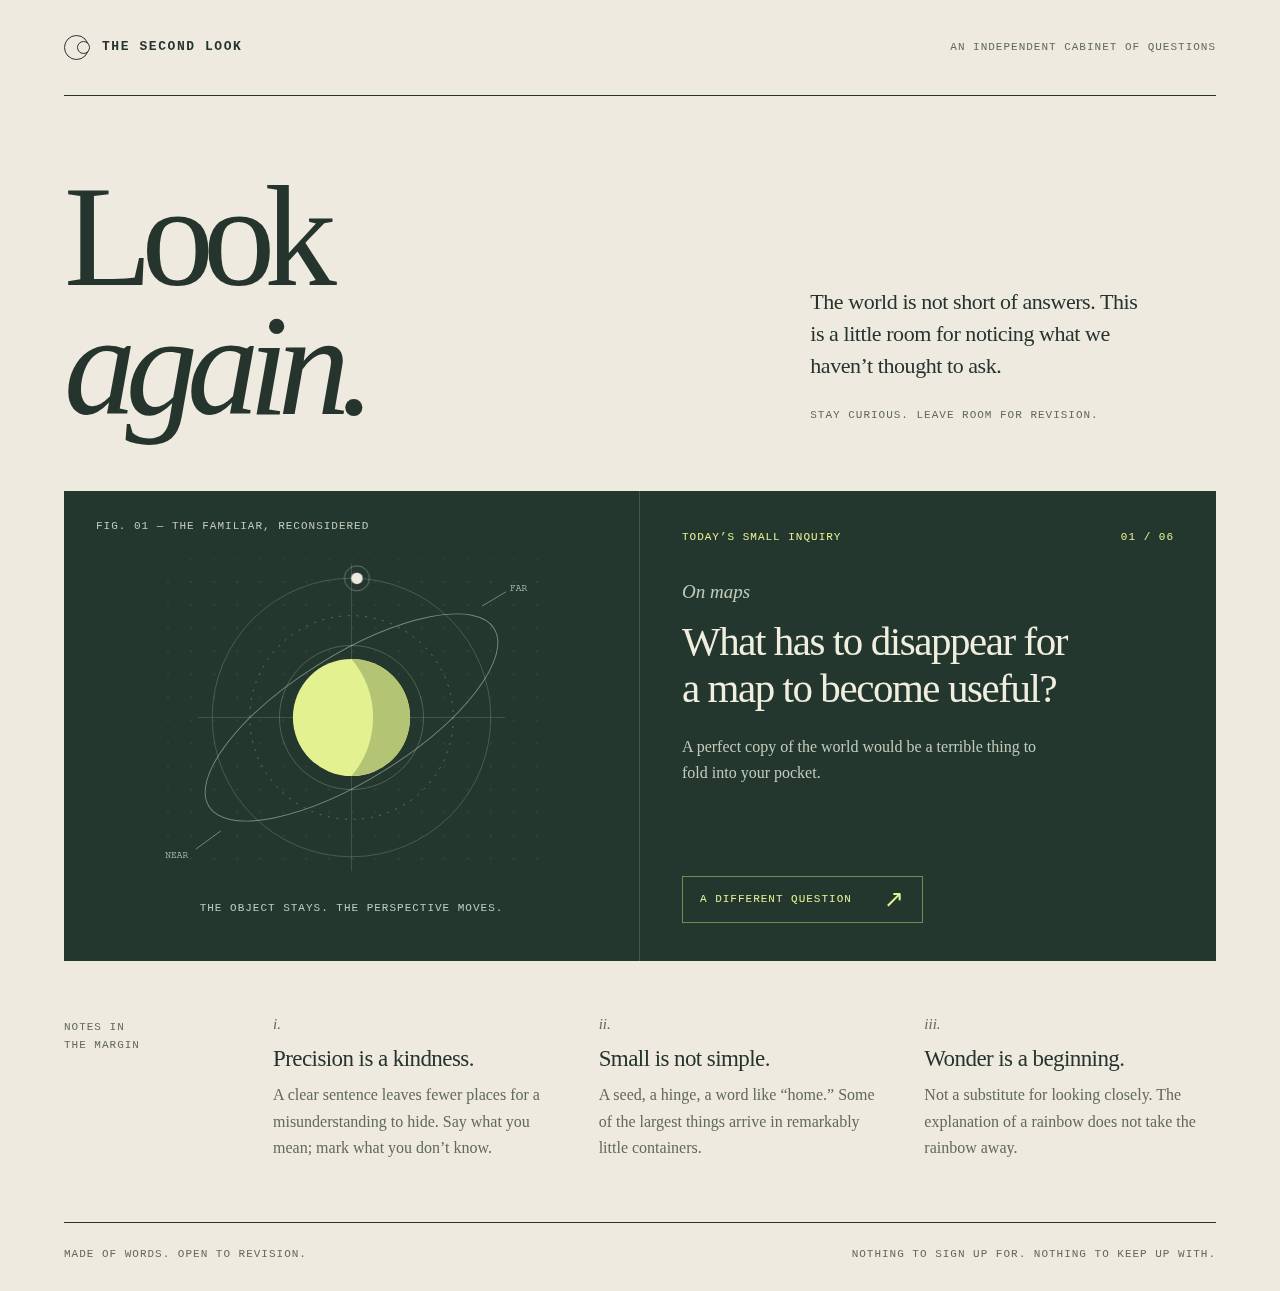 THE SECOND LOOK
AN INDEPENDENT CABINET OF QUESTIONS
Look
again.
The world is not short of answers. This
is a little room for noticing what we
haven’t thought to ask.
STAY CURIOUS. LEAVE ROOM FOR REVISION.
FIG. 01 — THE FAMILIAR, RECONSIDERED
FAR
NEAR
THE OBJECT STAYS. THE PERSPECTIVE MOVES.
TODAY’S SMALL INQUIRY
01 / 06
On maps
What has to disappear for
a map to become useful?
A perfect copy of the world would be a terrible thing to
fold into your pocket.
A DIFFERENT QUESTION ↗
NOTES IN
THE MARGIN
i.
Precision is a kindness.
A clear sentence leaves fewer places for a
misunderstanding to hide. Say what you
mean; mark what you don’t know.
ii.
Small is not simple.
A seed, a hinge, a word like “home.” Some
of the largest things arrive in remarkably
little containers.
iii.
Wonder is a beginning.
Not a substitute for looking closely. The
explanation of a rainbow does not take the
rainbow away.
MADE OF WORDS. OPEN TO REVISION.
NOTHING TO SIGN UP FOR. NOTHING TO KEEP UP WITH.